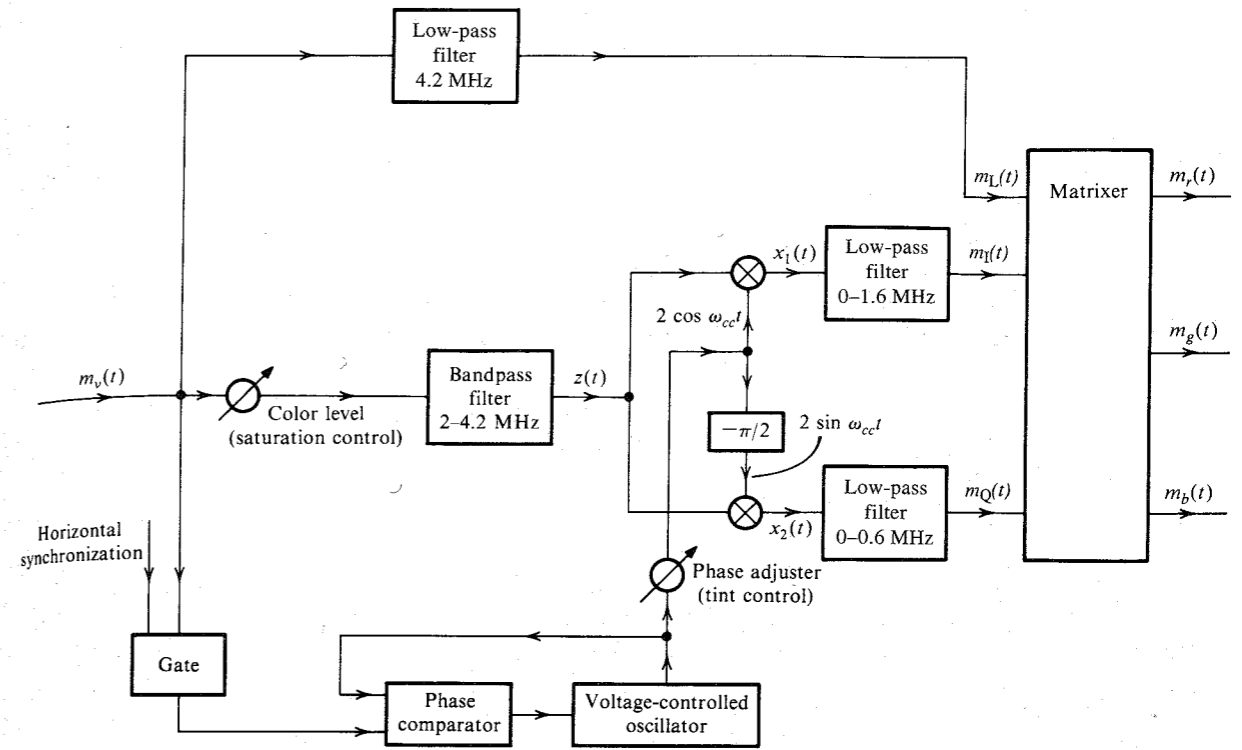 Low-pass
filter
4.2 MHz
m_L(t)
Matrixer
m_r(t)
x_1(t)
Low-pass
filter
0–1.6 MHz
m_I(t)
2 cos ω_cc t
m_g(t)
m_v(t)
Color level
(saturation control)
Bandpass
filter
2–4.2 MHz
z(t)
−π/2
2 sin ω_cc t
x_2(t)
Low-pass
filter
0–0.6 MHz
m_Q(t)
m_b(t)
Horizontal
synchronization
Phase adjuster
(tint control)
Gate
Phase
comparator
Voltage-controlled
oscillator